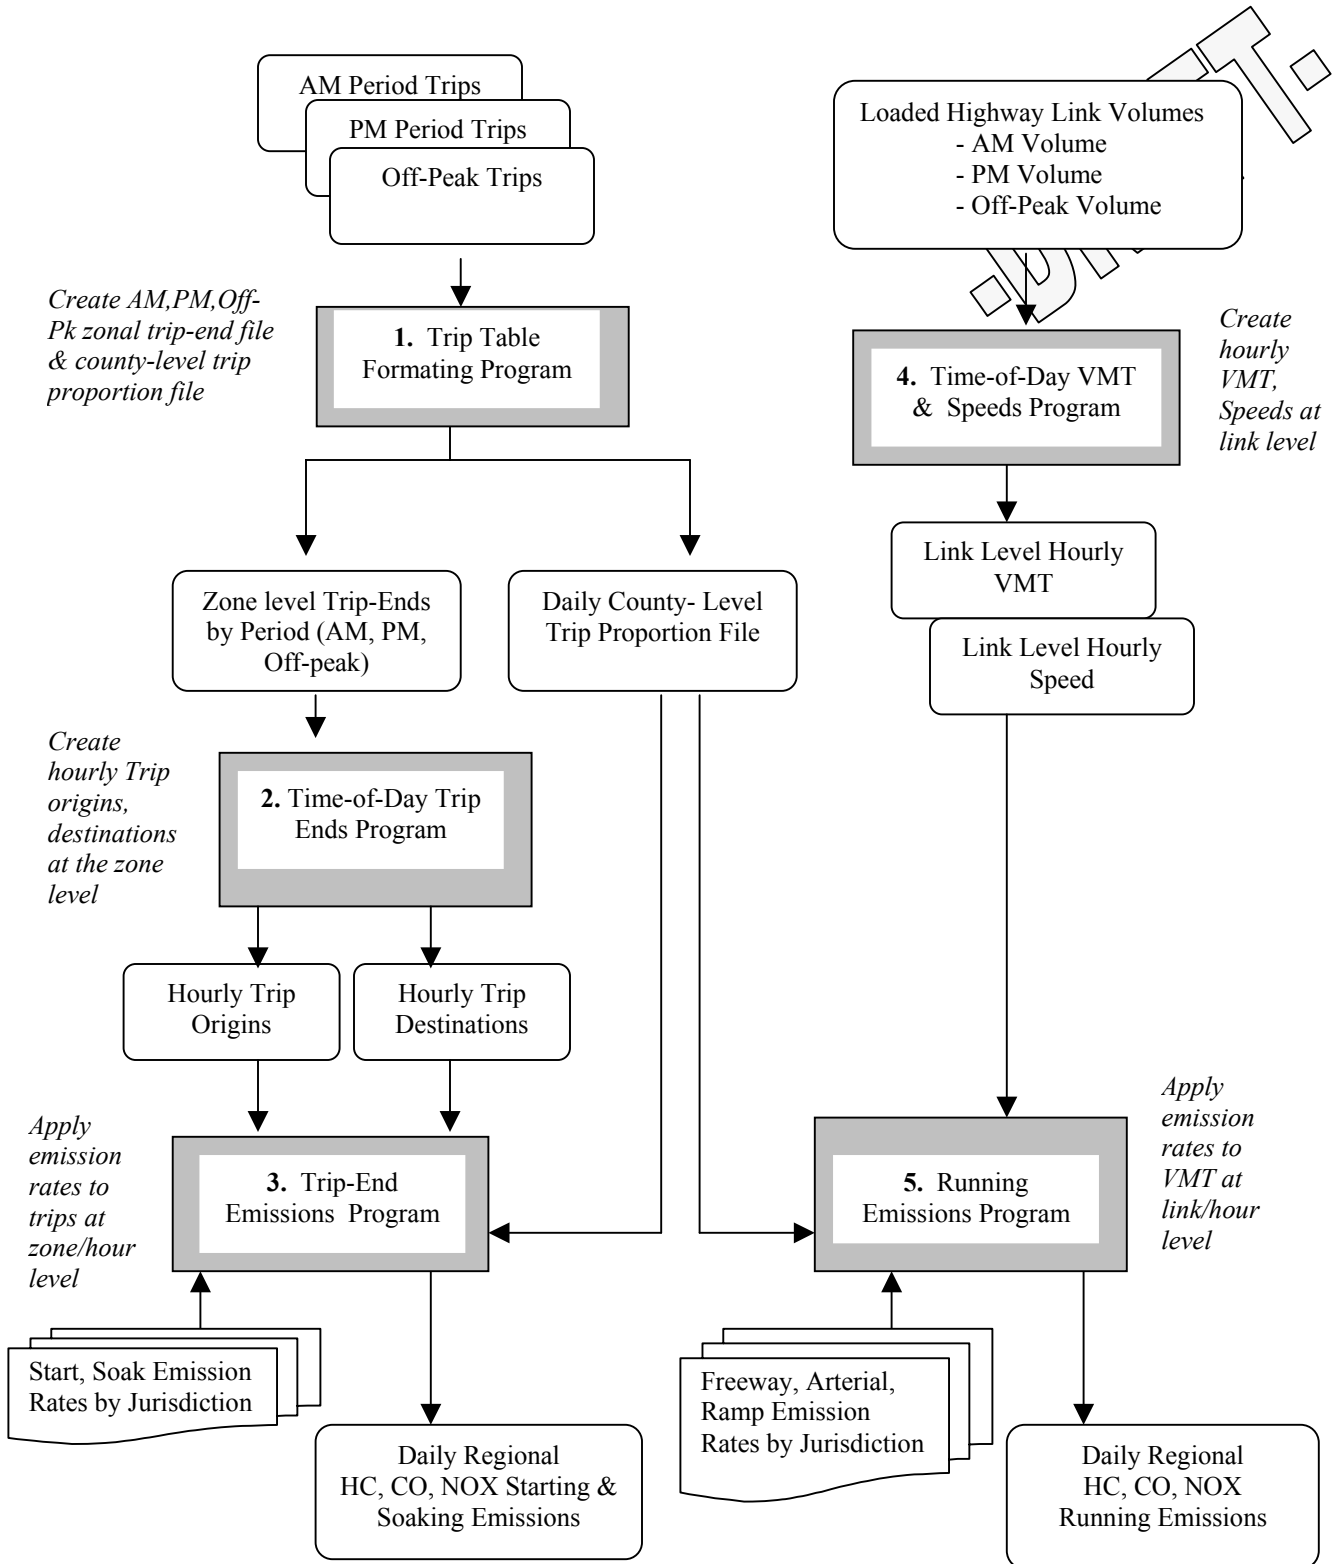 AM Period Trips
PM Period Trips
Off-Peak Trips
Loaded Highway Link Volumes
- AM Volume
- PM Volume
- Off-Peak Volume
Create AM,PM,Off-
Pk zonal trip-end file
& county-level trip
proportion file
1. Trip Table
Formating Program
4. Time-of-Day VMT
& Speeds Program
Create
hourly
VMT,
Speeds at
link level
Link Level Hourly
VMT
Link Level Hourly
Speed
Zone level Trip-Ends
by Period (AM, PM,
Off-peak)
Daily County- Level
Trip Proportion File
Create
hourly Trip
origins,
destinations
at the zone
level
2. Time-of-Day Trip
Ends Program
Hourly Trip
Origins
Hourly Trip
Destinations
Apply
emission
rates to
trips at
zone/hour
level
3. Trip-End
Emissions Program
5. Running
Emissions Program
Apply
emission
rates to
VMT at
link/hour
level
Start, Soak Emission
Rates by Jurisdiction
Freeway, Arterial,
Ramp Emission
Rates by Jurisdiction
Daily Regional
HC, CO, NOX Starting &
Soaking Emissions
Daily Regional
HC, CO, NOX
Running Emissions